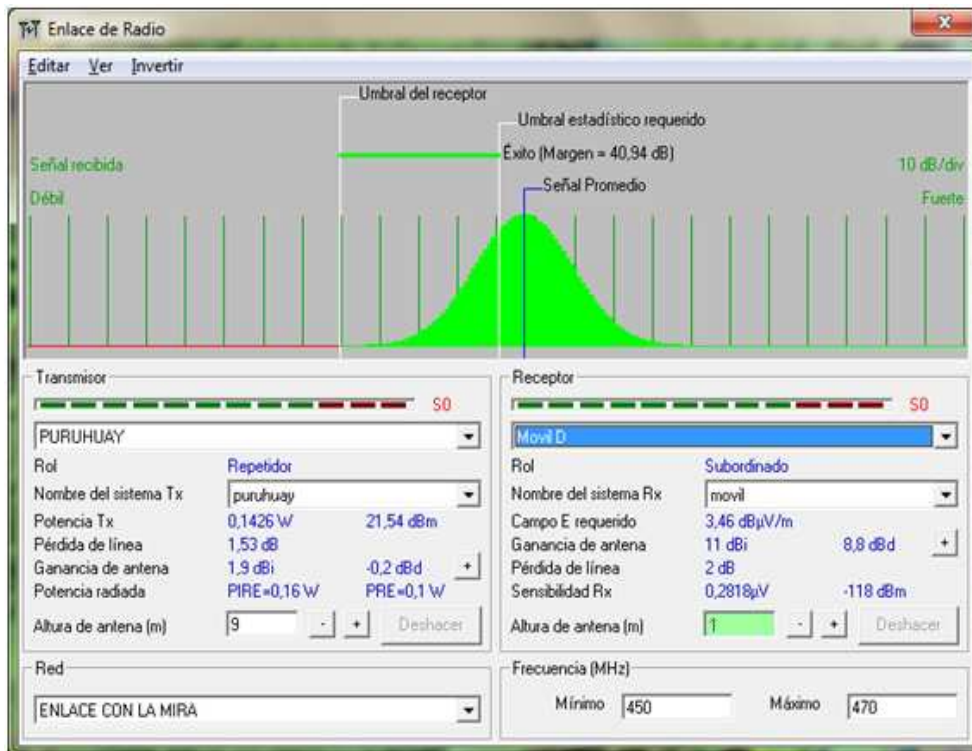 Enlace de Radio
Editar Ver Invertir
Umbral del receptor
Umbral estadístico requerido
Éxito (Margen = 40,94 dB)
Señal recibida 10 dB/div
Señal Promedio
Débil Fuerte
Transmisor
S0
PURUHUAY
Rol Repetidor
Nombre del sistema Tx puruhuay
Potencia Tx 0,1426 W 21,54 dBm
Pérdida de línea 1,53 dB
Ganancia de antena 1,9 dBi -0,2 dBd +
Potencia radiada PIRE=0,16 W PRE=0,1 W
Altura de antena (m) 9 - + Deshacer
Red
ENLACE CON LA MIRA
Receptor
S0
Movil D
Rol Subordinado
Nombre del sistema Rx movil
Campo E requerido 3,46 dBµV/m
Ganancia de antena 11 dBi 8,8 dBd +
Pérdida de línea 2 dB
Sensibilidad Rx 0,2818µV -118 dBm
Altura de antena (m) 1 - + Deshacer
Frecuencia (MHz)
Mínimo 450 Máximo 470